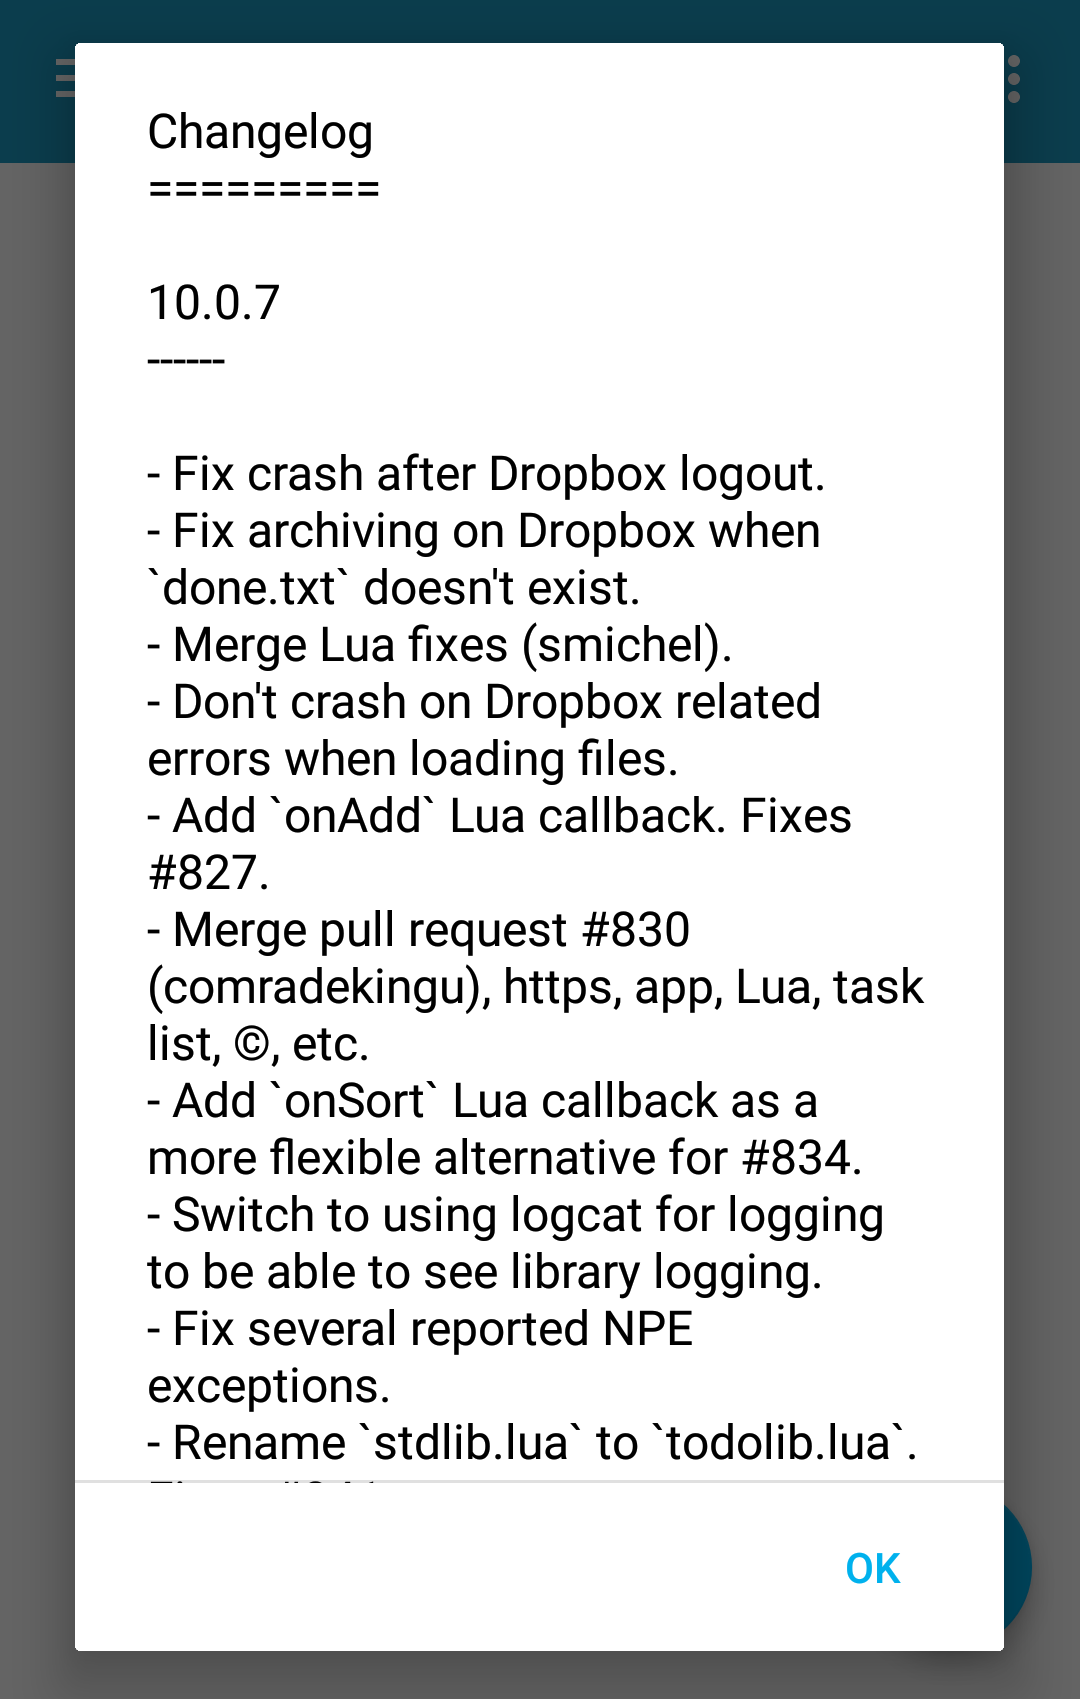 Changelog
=========
10.0.7
------
- Fix crash after Dropbox logout.
- Fix archiving on Dropbox when
`done.txt` doesn't exist.
- Merge Lua fixes (smichel).
- Don't crash on Dropbox related
errors when loading files.
- Add `onAdd` Lua callback. Fixes
#827.
- Merge pull request #830
(comradekingu), https, app, Lua, task
list, ©, etc.
- Add `onSort` Lua callback as a
more flexible alternative for #834.
- Switch to using logcat for logging
to be able to see library logging.
- Fix several reported NPE
exceptions.
- Rename `stdlib.lua` to `todolib.lua`.
OK